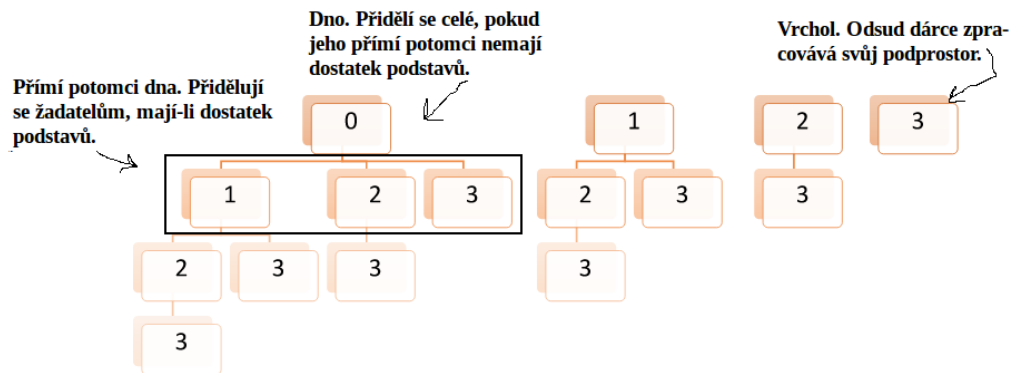 Dno. Přidělí se celé, pokud
jeho přímí potomci nemají
dostatek podstavů.
Vrchol. Odsud dárce zpra-
covává svůj podprostor.
Přímí potomci dna. Přidělují
se žadatelům, mají-li dostatek
podstavů.
0 1 2 3
1 2 3 2 3 3
2 3 3 3
3